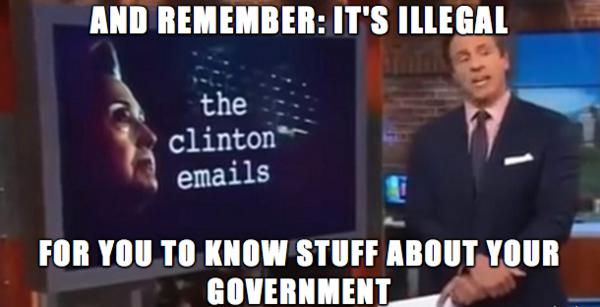 AND REMEMBER: IT'S ILLEGAL
the
clinton
emails
FOR YOU TO KNOW STUFF ABOUT YOUR
GOVERNMENT